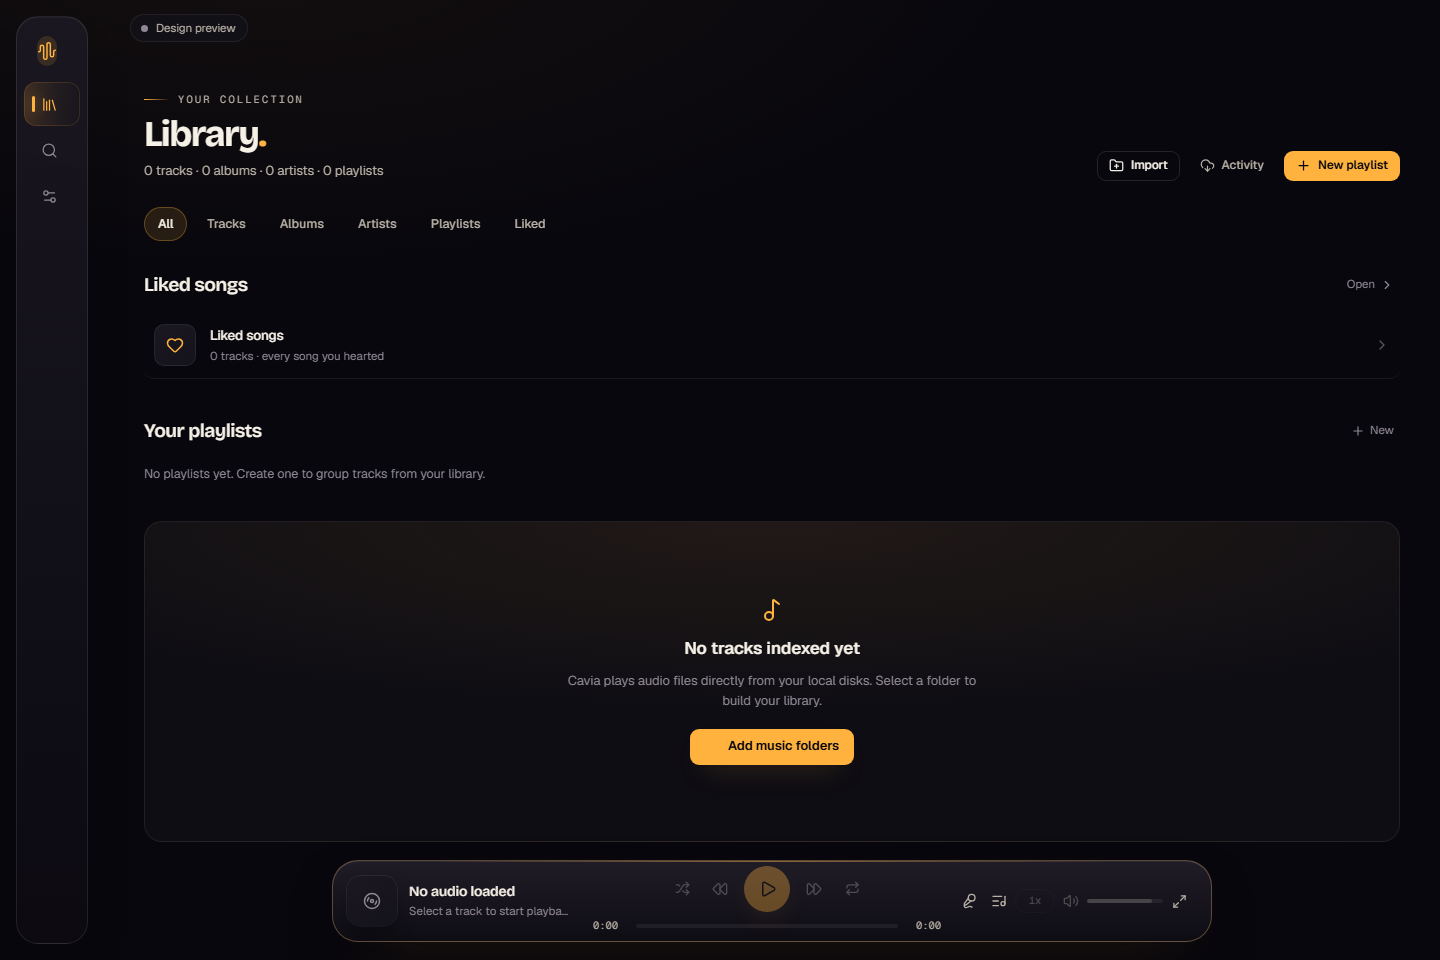 Design preview
YOUR COLLECTION
Library.
0 tracks · 0 albums · 0 artists · 0 playlists
Import
Activity
New playlist
All
Tracks
Albums
Artists
Playlists
Liked
Liked songs
Open
Liked songs
0 tracks · every song you hearted
Your playlists
New
No playlists yet. Create one to group tracks from your library.
No tracks indexed yet
Cavia plays audio files directly from your local disks. Select a folder to
build your library.
Add music folders
No audio loaded
Select a track to start playba…
0:00
0:00
1x